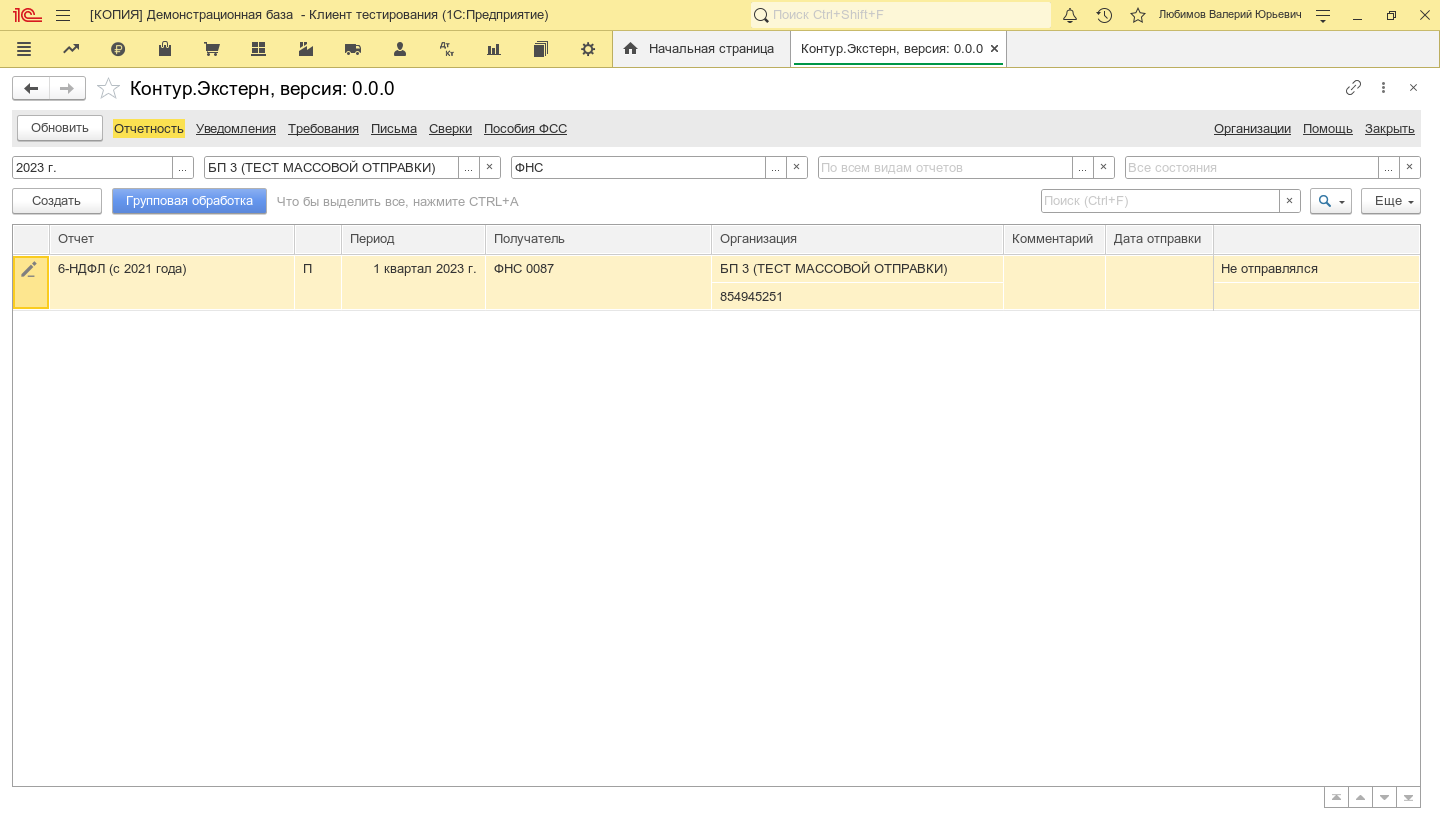 [КОПИЯ] Демонстрационная база - Клиент тестирования (1С:Предприятие) Поиск Ctrl+Shift+F Любимов Валерий Юрьевич
Начальная страница Контур.Экстерн, версия: 0.0.0
Контур.Экстерн, версия: 0.0.0
Обновить Отчетность Уведомления Требования Письма Сверки Пособия ФСС Организации Помощь Закрыть
2023 г. ... БП 3 (ТЕСТ МАССОВОЙ ОТПРАВКИ) ... ФНС ... По всем видам отчетов ... Все состояния ...
Создать Групповая обработка Что бы выделить все, нажмите CTRL+A Поиск (Ctrl+F) Еще
Отчет Период Получатель Организация Комментарий Дата отправки
6-НДФЛ (с 2021 года) П 1 квартал 2023 г. ФНС 0087 БП 3 (ТЕСТ МАССОВОЙ ОТПРАВКИ) Не отправлялся
854945251